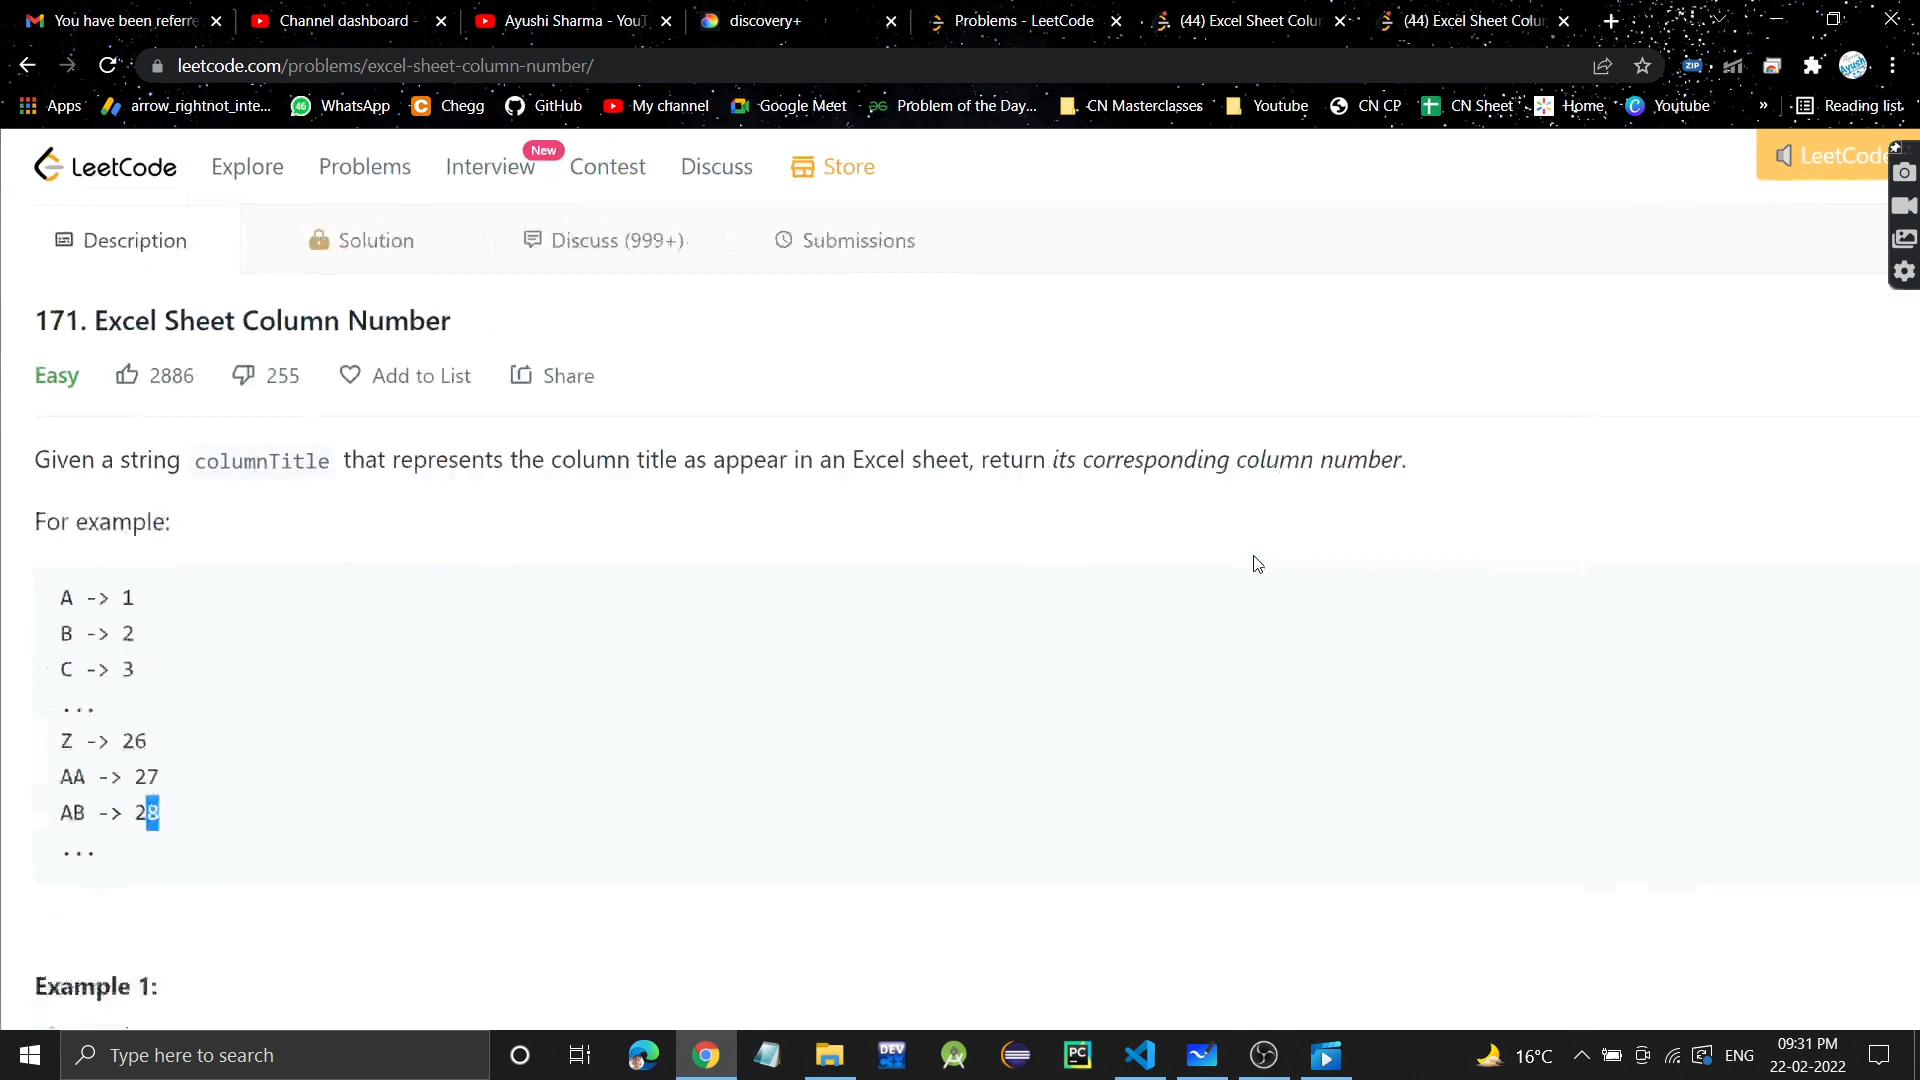 You have been referre
Channel dashboard -
Ayushi Sharma - YouT
discovery+
Problems - LeetCode
(44) Excel Sheet Colu
(44) Excel Sheet Colu
leetcode.com/problems/excel-sheet-column-number/
ZIP
Apps
arrow_rightnot_inte...
46
WhatsApp
Chegg
GitHub
My channel
Google Meet
Problem of the Day...
CN Masterclasses
Youtube
CN CP
CN Sheet
Home
Youtube
»
Reading list
LeetCode
Explore
Problems
Interview
New
Contest
Discuss
Store
LeetCode
Description
Solution
Discuss (999+)
Submissions
171. Excel Sheet Column Number
Easy
2886
255
Add to List
Share
Given a string columnTitle that represents the column title as appear in an Excel sheet, return its corresponding column number.
For example:
A -> 1
B -> 2
C -> 3
...
Z -> 26
AA -> 27
AB -> 28
...
Example 1:
Type here to search
DEV
PC
16°C
ENG
09:31 PM
22-02-2022